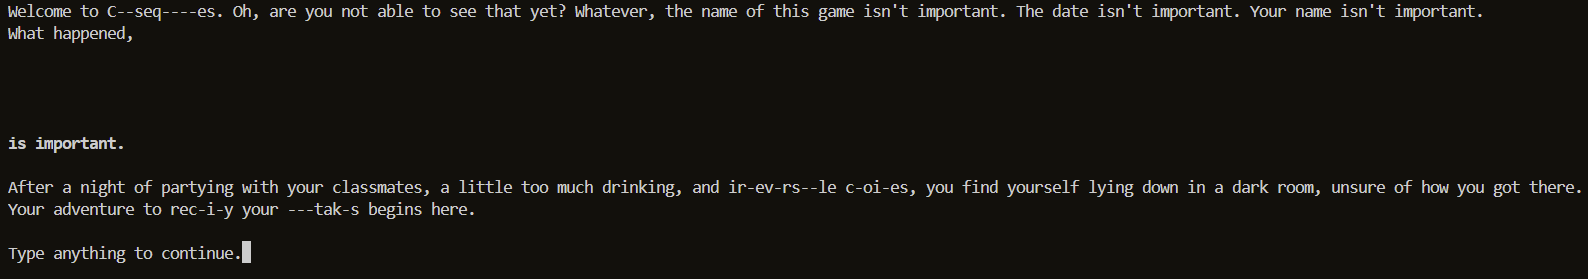 Welcome to C--seq----es. Oh, are you not able to see that yet? Whatever, the name of this game isn't important. The date isn't important. Your name isn't important.
What happened,
is important.
After a night of partying with your classmates, a little too much drinking, and ir-ev-rs--le c-oi-es, you find yourself lying down in a dark room, unsure of how you got there.
Your adventure to rec-i-y your ---tak-s begins here.
Type anything to continue.